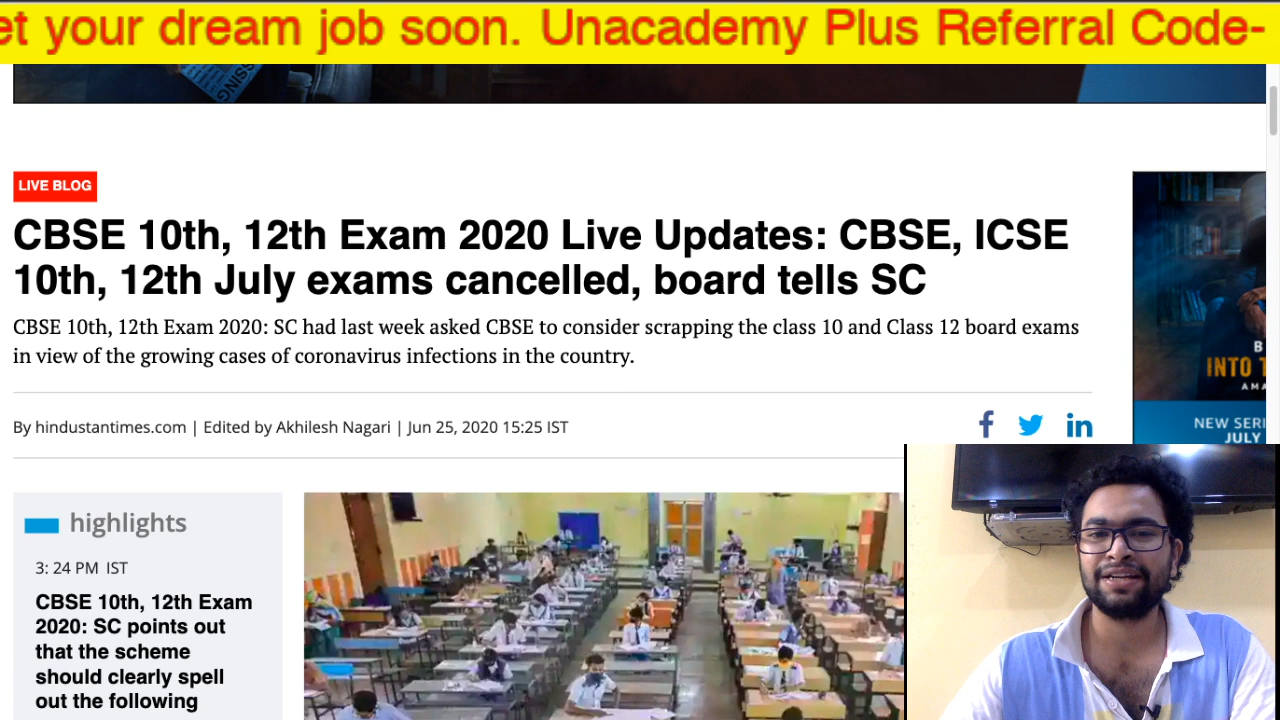 et your dream job soon. Unacademy Plus Referral Code-
SSING
LIVE BLOG
CBSE 10th, 12th Exam 2020 Live Updates: CBSE, ICSE
10th, 12th July exams cancelled, board tells SC
CBSE 10th, 12th Exam 2020: SC had last week asked CBSE to consider scrapping the class 10 and Class 12 board exams
in view of the growing cases of coronavirus infections in the country.
By hindustantimes.com | Edited by Akhilesh Nagari | Jun 25, 2020 15:25 IST
f
in
B
INTO T
AMA
NEW SERI
JULY
highlights
3: 24 PM IST
CBSE 10th, 12th Exam
2020: SC points out
that the scheme
should clearly spell
out the following